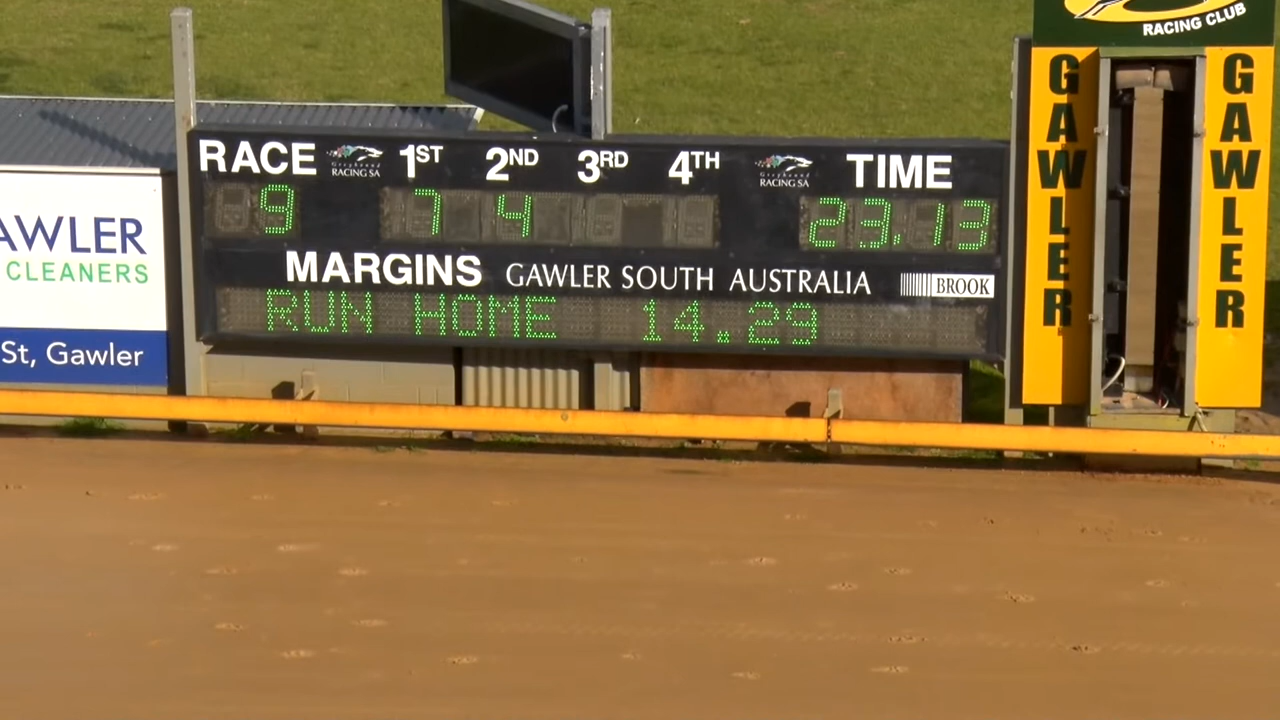 RACING CLUB
GAWLER
GAWLER
RACE
Greyhound
RACING SA
1ST
2ND
3RD
4TH
Greyhound
RACING SA
TIME
9
7
4
23.13
MARGINS
GAWLER SOUTH AUSTRALIA
BROOK
RUN HOME 14.29
AWLER
CLEANERS
St, Gawler